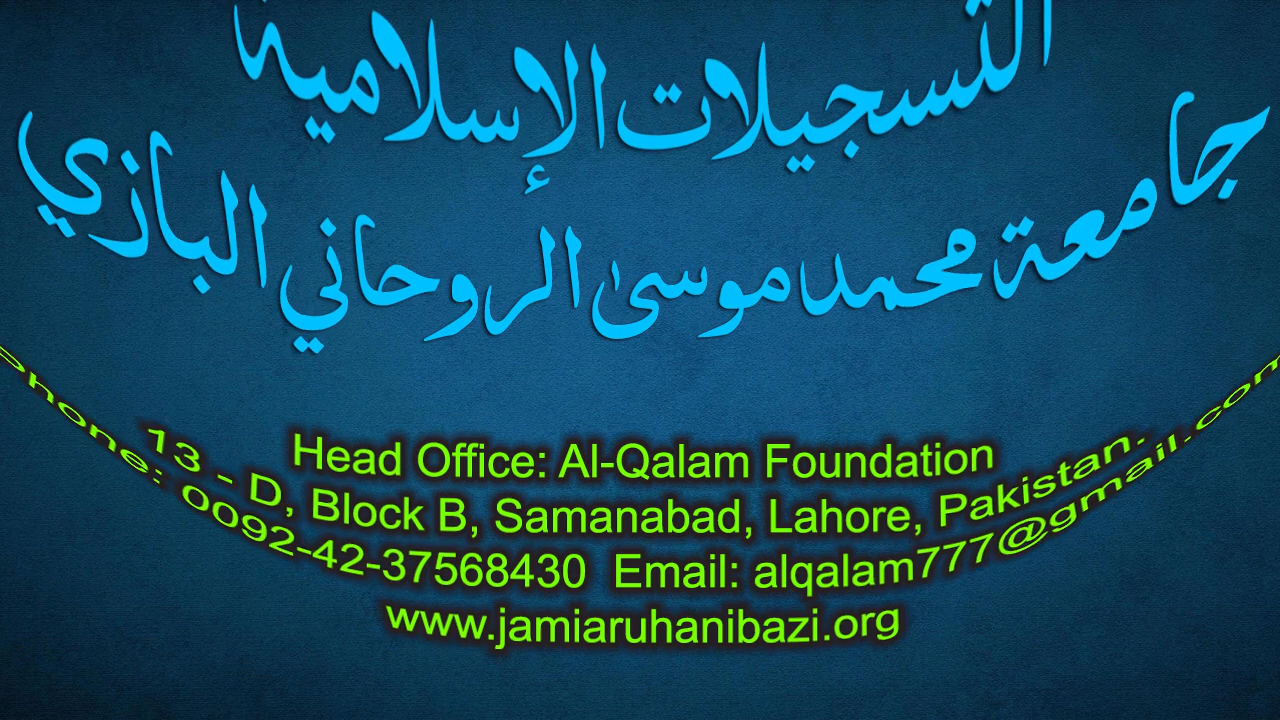 التسجيلات الإسلامية
جامعة محمد موسىٰ الروحاني البازي
Head Office: Al-Qalam Foundation
13 - D, Block B, Samanabad, Lahore, Pakistan.
Phone: 0092-42-37568430 Email: alqalam777@gmail.com
www.jamiaruhanibazi.org